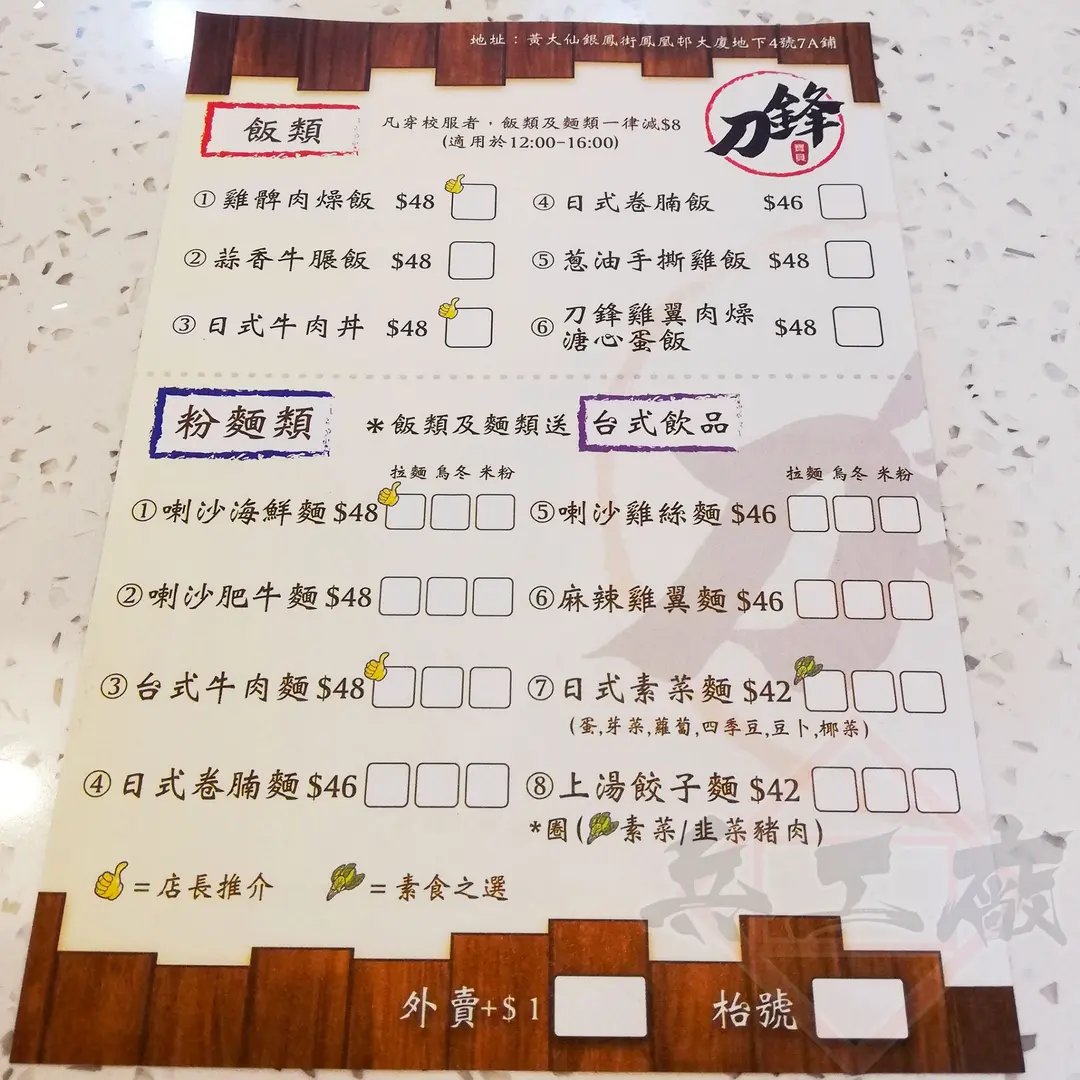 地址：黃大仙銀鳳街鳳凰邨大廈地下4號7A鋪
飯類
凡穿校服者，飯類及麵類一律減$8
(適用於12:00-16:00)
刀鋒
寶貝
①雞髀肉燥飯 $48
④日式卷腩飯 $46
②蒜香牛𦟌飯 $48
⑤蔥油手撕雞飯 $48
③日式牛肉丼 $48
⑥刀鋒雞翼肉燥
溏心蛋飯 $48
粉麵類
*飯類及麵類送 台式飲品
拉麵 烏冬 米粉
拉麵 烏冬 米粉
①喇沙海鮮麵 $48
⑤喇沙雞絲麵 $46
②喇沙肥牛麵 $48
⑥麻辣雞翼麵 $46
③台式牛肉麵 $48
⑦日式素菜麵 $42
(蛋,芽菜,蘿蔔,四季豆,豆卜,椰菜)
④日式卷腩麵 $46
⑧上湯餃子麵 $42
*圈(素菜/韭菜豬肉)
=店長推介
=素食之選
兵工廠
外賣+$1
枱號